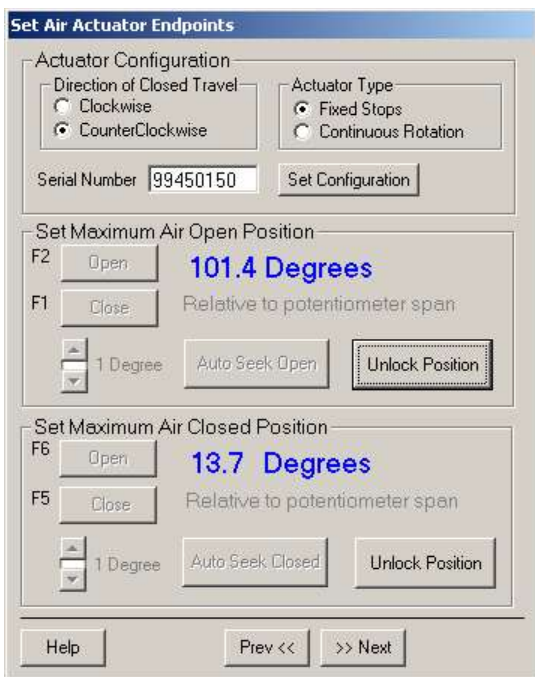 Set Air Actuator Endpoints
Actuator Configuration
Direction of Closed Travel
Clockwise
CounterClockwise
Actuator Type
Fixed Stops
Continuous Rotation
Serial Number 99450150 Set Configuration
Set Maximum Air Open Position
F2 Open 101.4 Degrees
F1 Close Relative to potentiometer span
1 Degree Auto Seek Open Unlock Position
Set Maximum Air Closed Position
F6 Open 13.7 Degrees
F5 Close Relative to potentiometer span
1 Degree Auto Seek Closed Unlock Position
Help Prev << >> Next